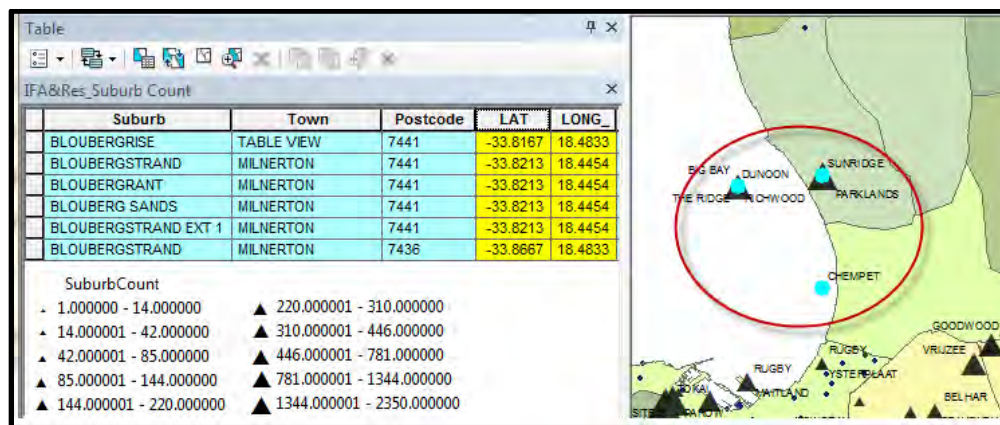 Table
IFA&Res_Suburb Count
Suburb Town Postcode LAT LONG_
BLOUBERGRISE TABLE VIEW 7441 -33.8167 18.4833
BLOUBERGSTRAND MILNERTON 7441 -33.8213 18.4454
BLOUBERGRANT MILNERTON 7441 -33.8213 18.4454
BLOUBERG SANDS MILNERTON 7441 -33.8213 18.4454
BLOUBERGSTRAND EXT 1 MILNERTON 7441 -33.8213 18.4454
BLOUBERGSTRAND MILNERTON 7436 -33.8667 18.4833
SuburbCount
1.000000 - 14.000000
14.000001 - 42.000000
42.000001 - 85.000000
85.000001 - 144.000000
144.000001 - 220.000000
220.000001 - 310.000000
310.000001 - 446.000000
446.000001 - 781.000000
781.000001 - 1344.000000
1344.000001 - 2350.000000
SUNRIDGE
BIG BAY DUNOON
THE RIDGE RICHWOOD PARKLANDS
CHEMPET
GOODWOOD
RUGBY VRIJZEE
RUGBY YSTERPLAAT
MAITLAND
BELHAR